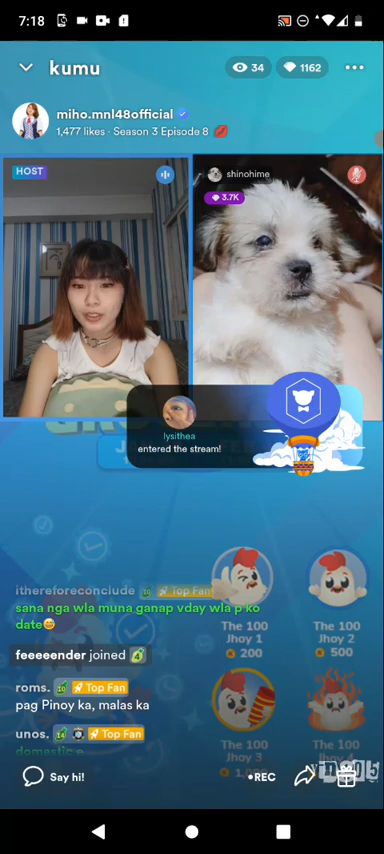 7:18
kumu
34
1162
miho.mnl48official
1,477 likes · Season 3 Episode 8
HOST
shinohime
3.7K
lysithea
entered the stream!
ithereforeconclude 10 Top Fan
sana nga wla muna ganap vday wla p ko
date
feeeeender joined 4
roms. 10 Top Fan
pag Pinoy ka, malas ka
unos. 14 Top Fan
domestic e
The 100
Jhoy 1
200
The 100
Jhoy 2
500
The 100
Jhoy 3
The 100
Say hi!
•REC